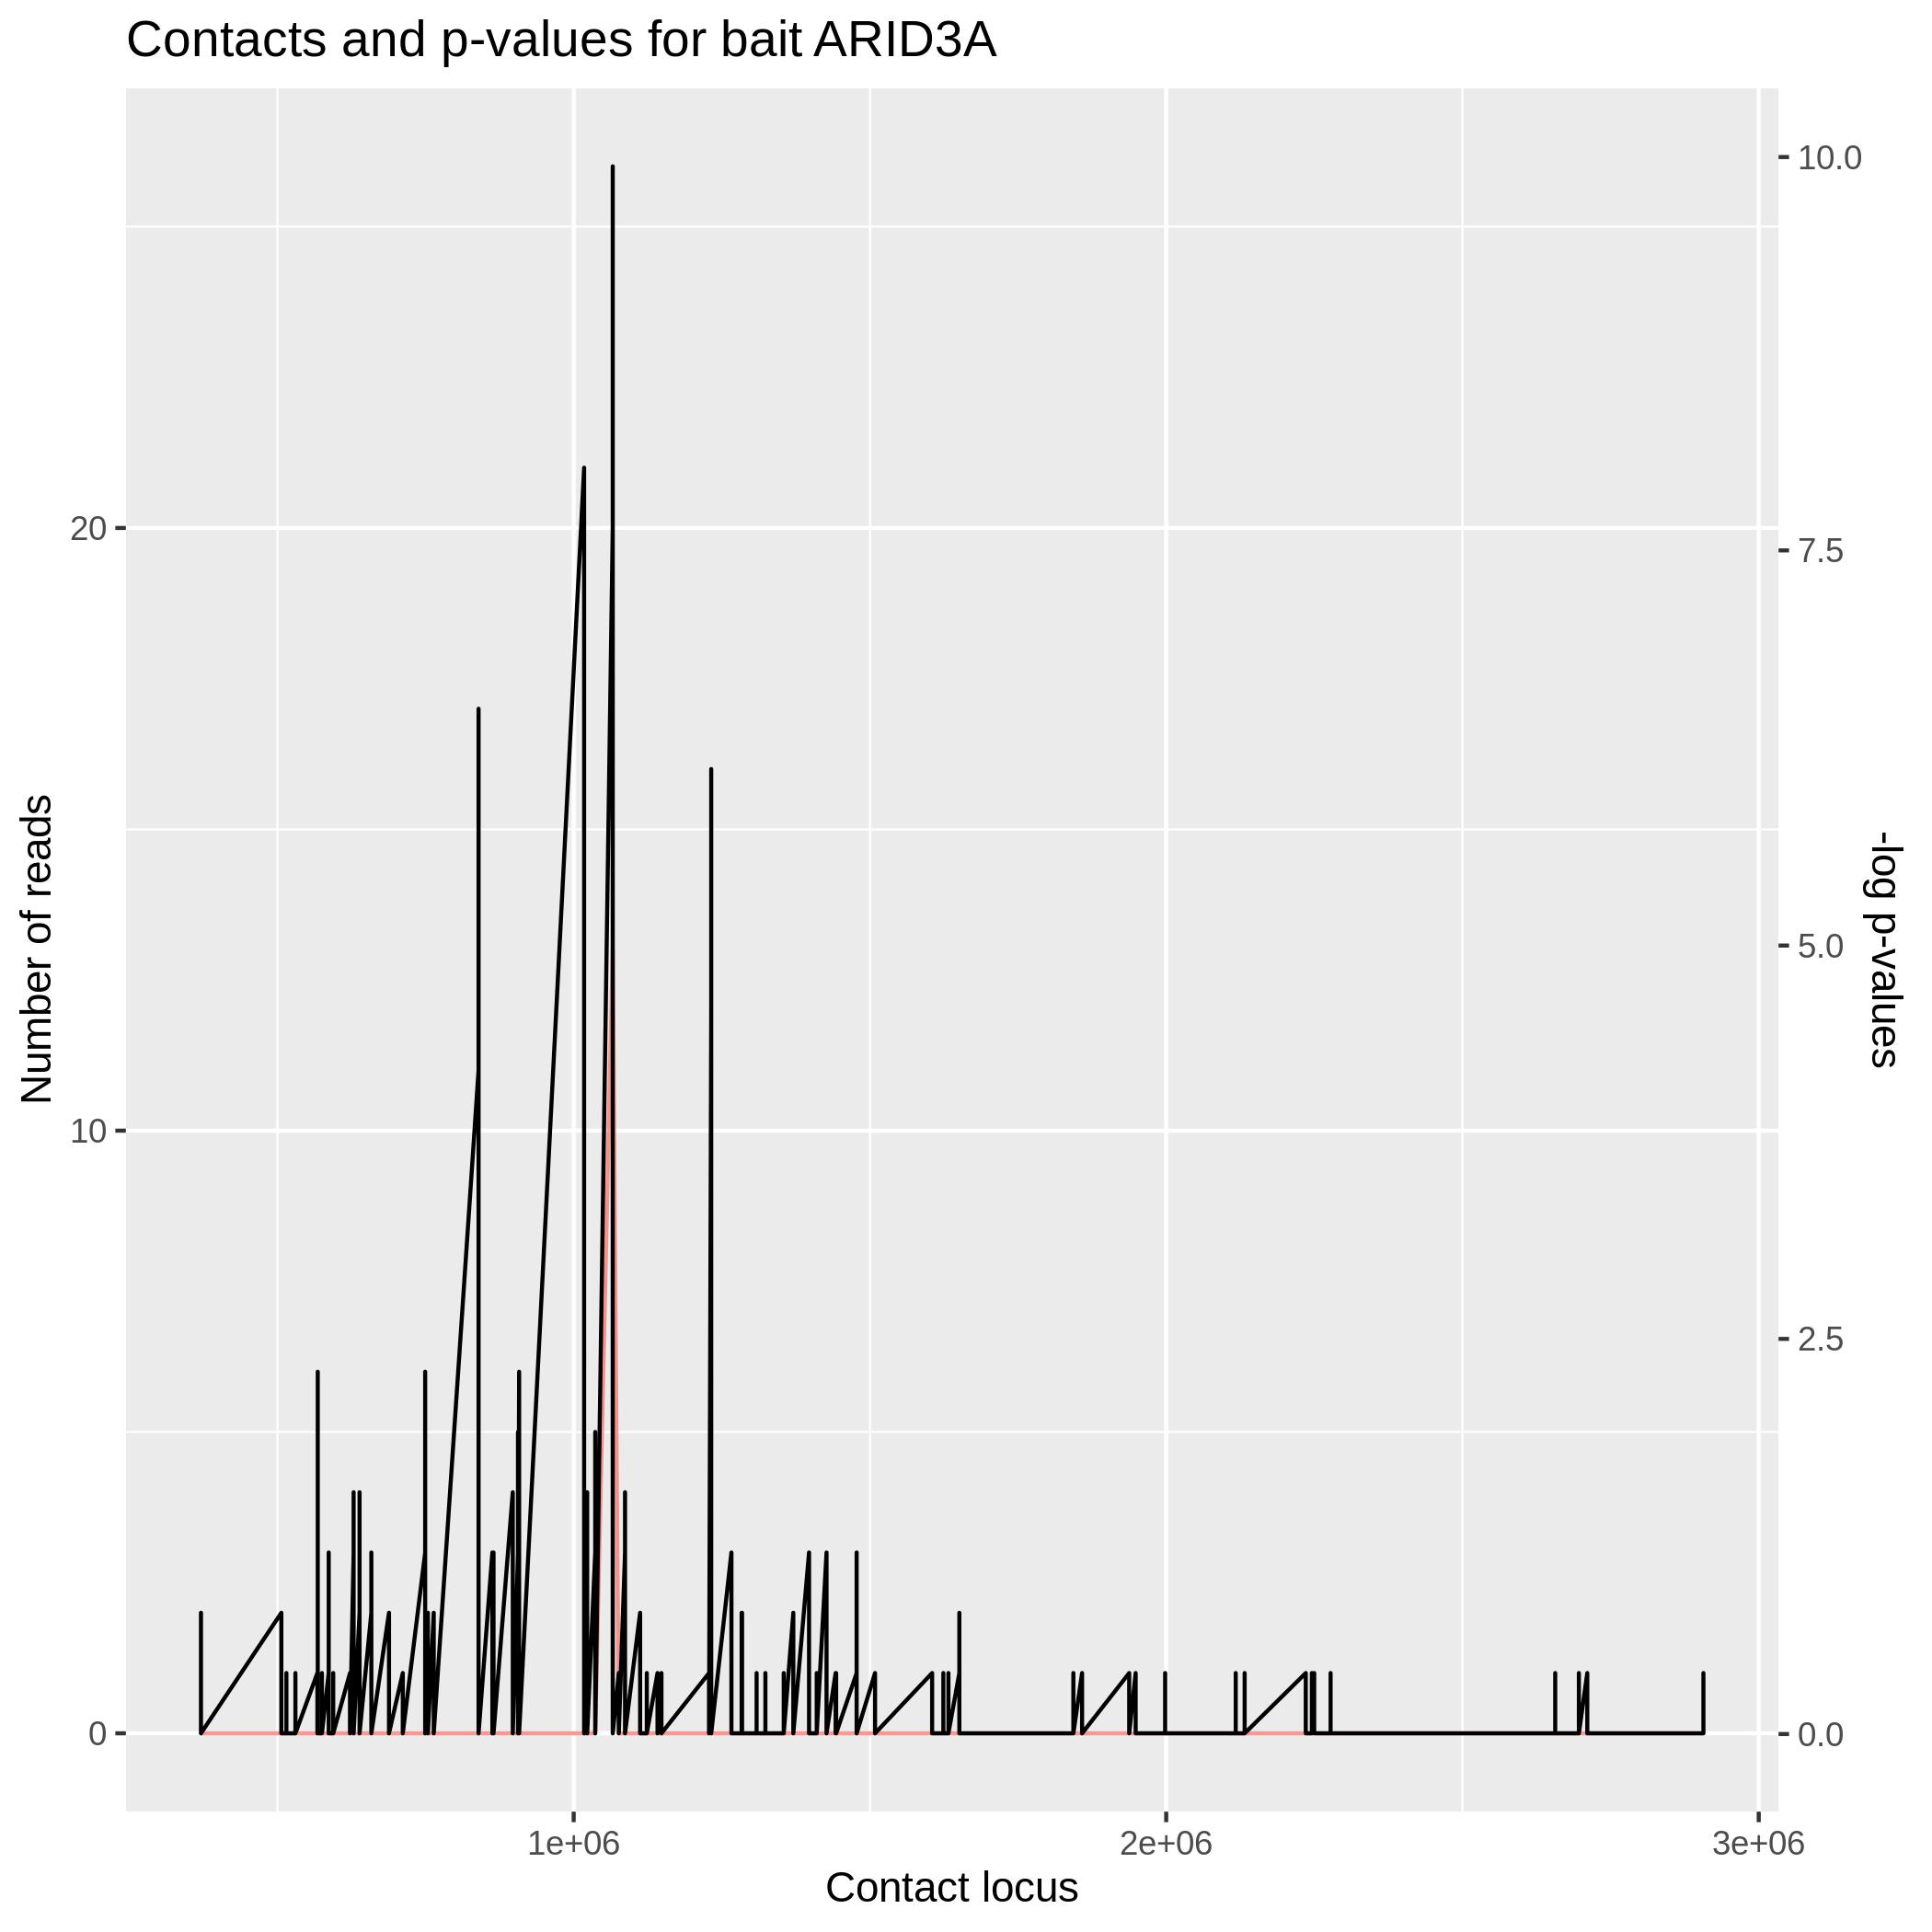 Contacts and p-values for bait ARID3A
Number of reads
20
10
0
10.0
7.5
5.0
2.5
0.0
-log p-values
1e+06
2e+06
3e+06
Contact locus